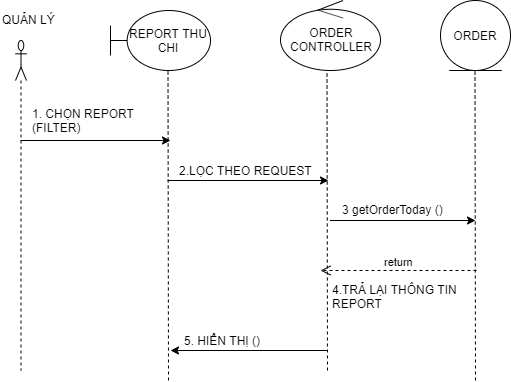 QUẢN LÝ
REPORT THU
CHI
ORDER
CONTROLLER
ORDER
1. CHỌN REPORT
(FILTER)
2.LỌC THEO REQUEST
3 getOrderToday ()
return
4.TRẢ LẠI THÔNG TIN
REPORT
5. HIỂN THỊ ()